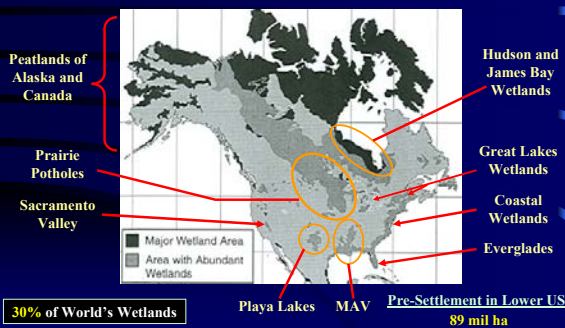 Peatlands of
Alaska and
Canada
Hudson and
James Bay
Wetlands
Prairie
Potholes
Great Lakes
Wetlands
Sacramento
Valley
Coastal
Wetlands
Everglades
Major Wetland Area
Area with Abundant
Wetlands
Playa Lakes
MAV
Pre-Settlement in Lower US
89 mil ha
30% of World's Wetlands